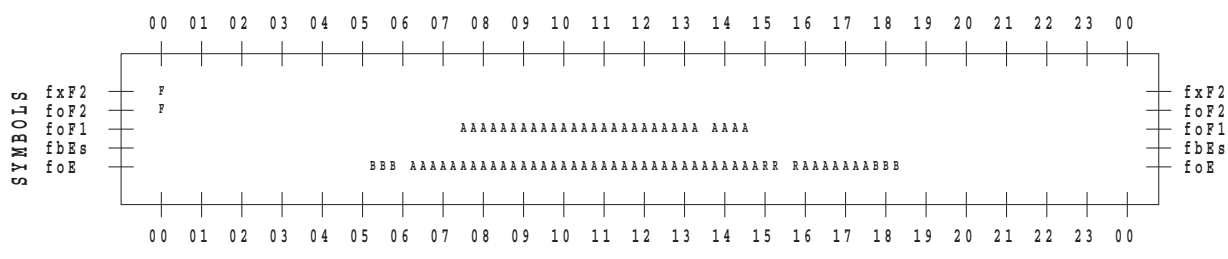 00 01 02 03 04 05 06 07 08 09 10 11 12 13 14 15 16 17 18 19 20 21 22 23 00
SYMBOLS
fxF2 F fxF2
foF2 F foF2
foF1 AAAAAAAAAAAAAAAAAAAAAAAA AAAA foF1
fbEs fbEs
foE BBB AAAAAAAAAAAAAAAAAAAAAAAAAAAAAAAAAAARR RAAAAAAABBB foE
00 01 02 03 04 05 06 07 08 09 10 11 12 13 14 15 16 17 18 19 20 21 22 23 00